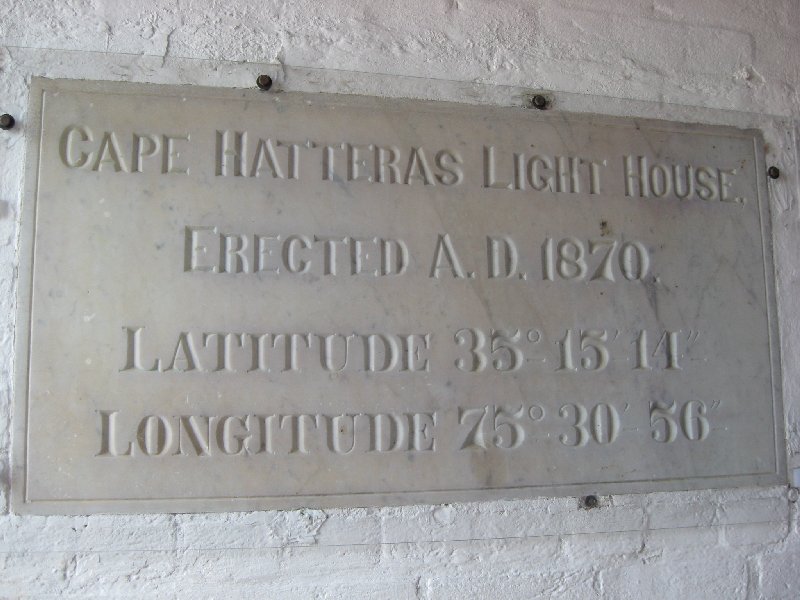 CAPE HATTERAS LIGHT HOUSE.
ERECTED A.D. 1870.
LATITUDE 35° 15' 14"
LONGITUDE 75° 30' 56"